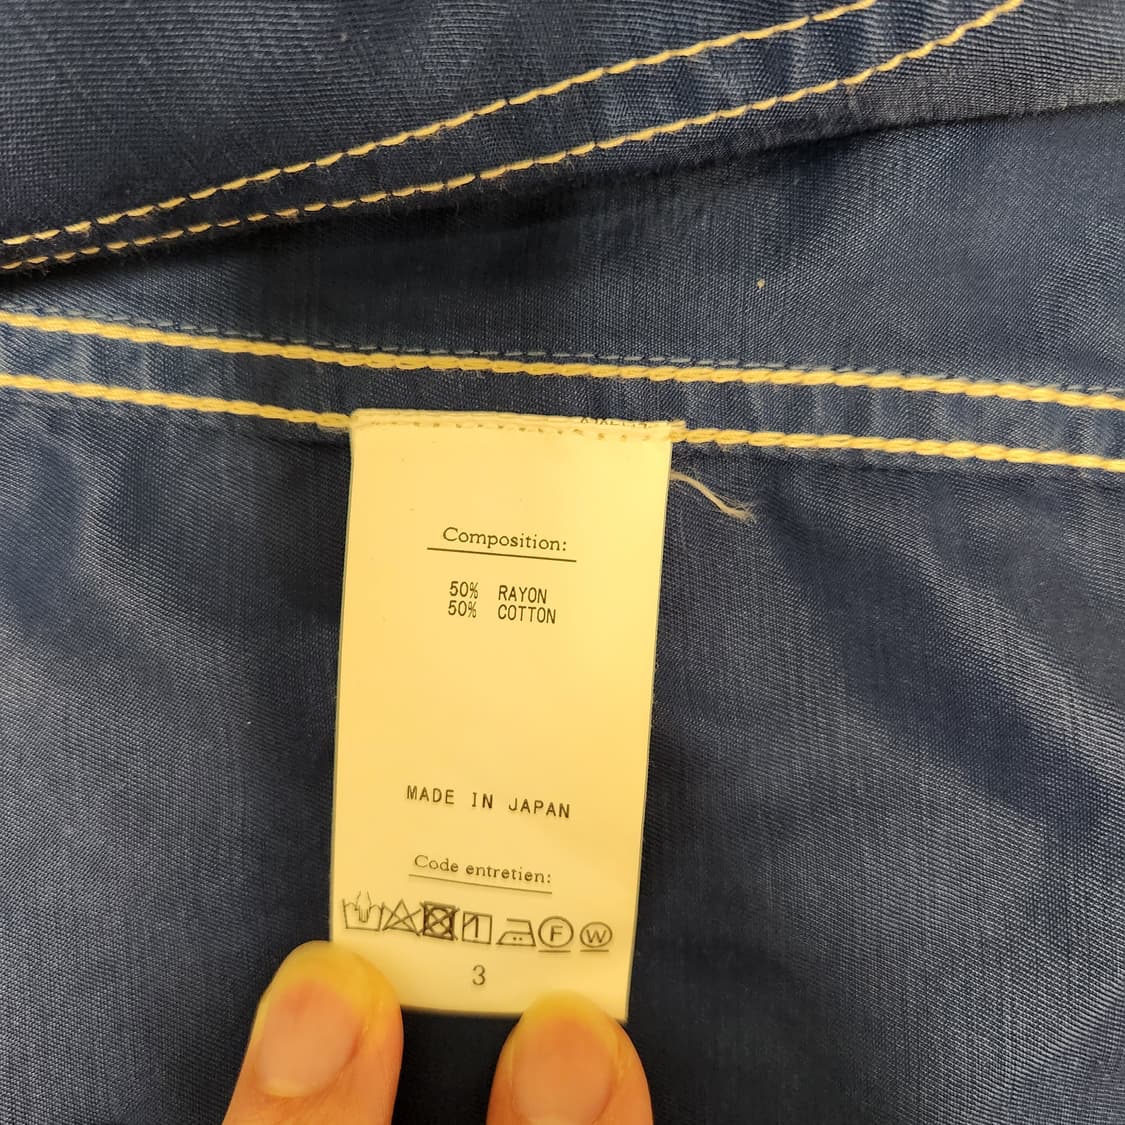 Composition:
50% RAYON
50% COTTON
MADE IN JAPAN
Code entretien:
F W
3